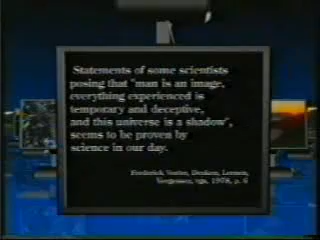 Statements of some scientists
posing that "man is an image,
everything experienced is
temporary and deceptive,
and this universe is a shadow",
seems to be proven by
science in our day.
Frederick Vester, Denken, Lernen,
Vergessen, vga, 1978, p. 6